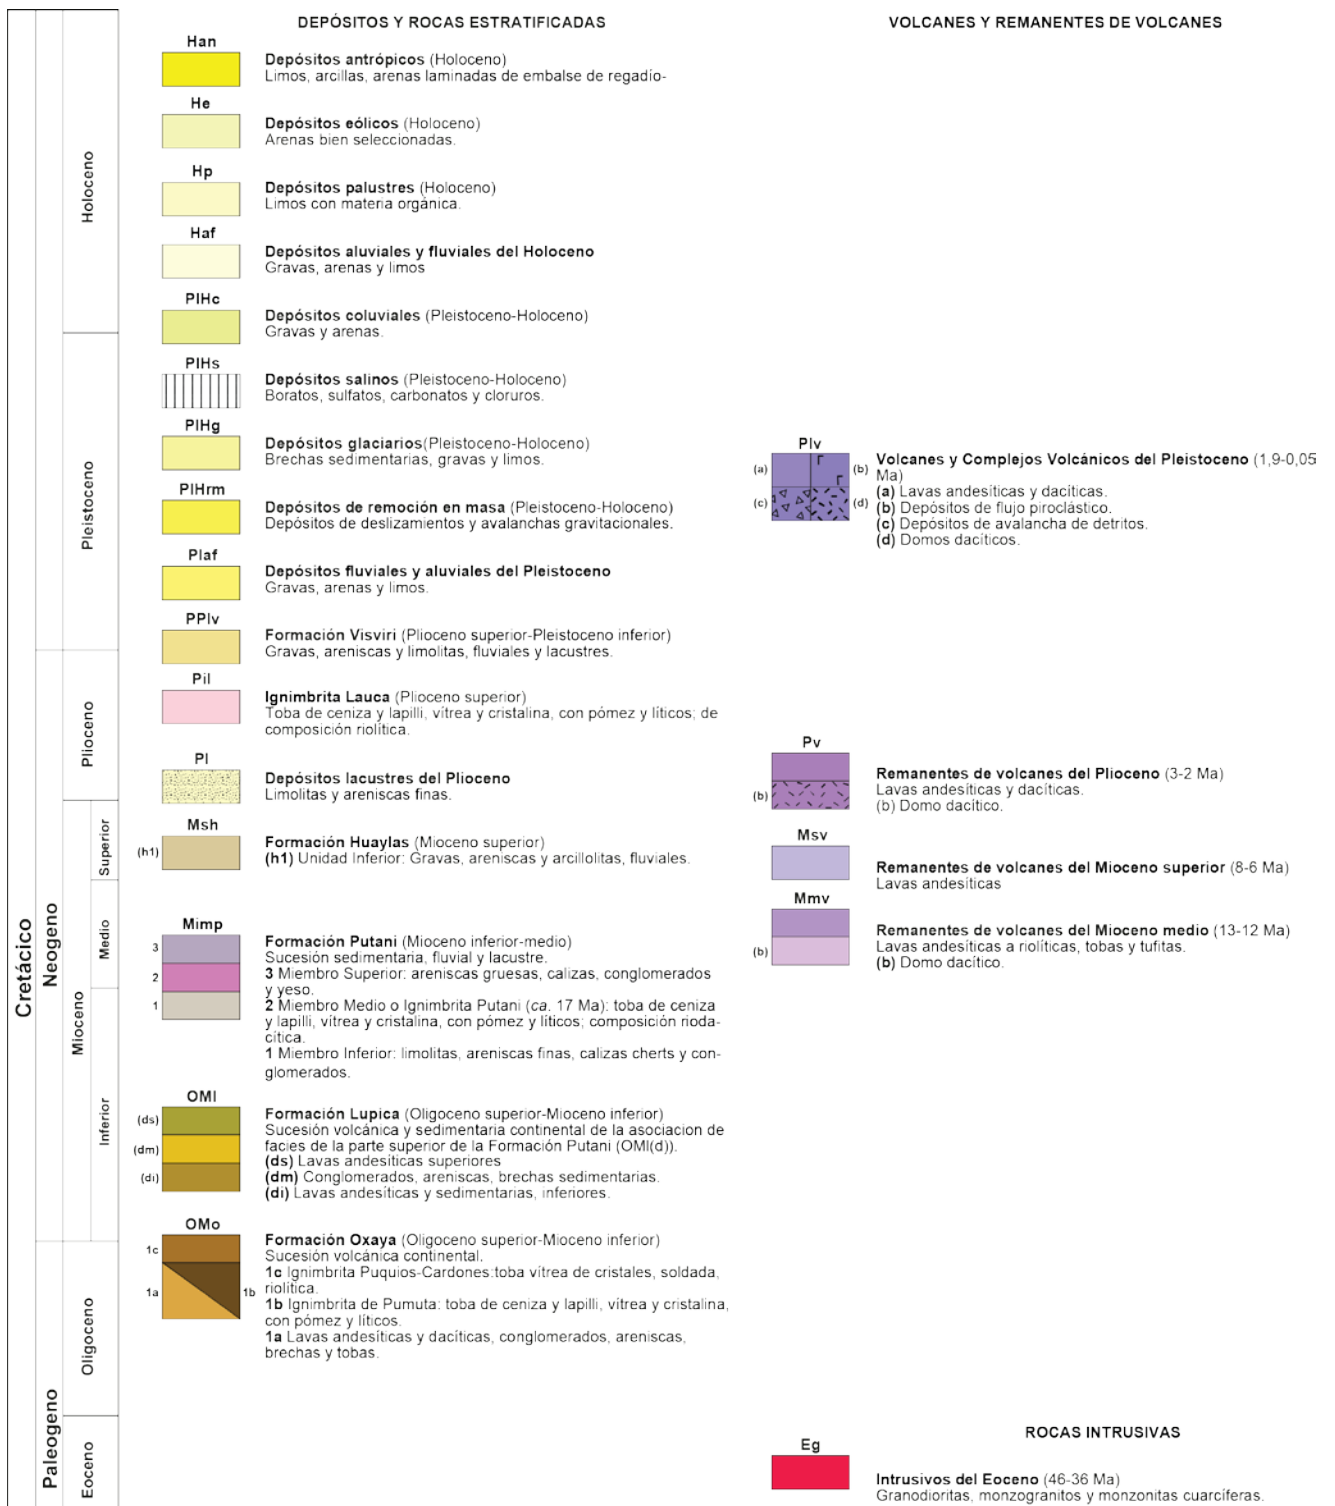 DEPÓSITOS Y ROCAS ESTRATIFICADAS
Han
Depósitos antrópicos (Holoceno)
Limos, arcillas, arenas laminadas de embalse de regadío-
He
Depósitos eólicos (Holoceno)
Arenas bien seleccionadas.
Hp
Depósitos palustres (Holoceno)
Limos con materia orgánica.
Haf
Depósitos aluviales y fluviales del Holoceno
Gravas, arenas y limos
PlHc
Depósitos coluviales (Pleistoceno-Holoceno)
Gravas y arenas.
PlHs
Depósitos salinos (Pleistoceno-Holoceno)
Boratos, sulfatos, carbonatos y cloruros.
PlHg
Depósitos glaciarios(Pleistoceno-Holoceno)
Brechas sedimentarias, gravas y limos.
PlHrm
Depósitos de remoción en masa (Pleistoceno-Holoceno)
Depósitos de deslizamientos y avalanchas gravitacionales.
Plaf
Depósitos fluviales y aluviales del Pleistoceno
Gravas, arenas y limos.
PPlv
Formación Visviri (Plioceno superior-Pleistoceno inferior)
Gravas, areniscas y limolitas, fluviales y lacustres.
Pil
Ignimbrita Lauca (Plioceno superior)
Toba de ceniza y lapilli, vítrea y cristalina, con pómez y líticos; de
composición riolítica.
Pl
Depósitos lacustres del Plioceno
Limolitas y areniscas finas.
Msh
(h1)
Formación Huaylas (Mioceno superior)
(h1) Unidad Inferior: Gravas, areniscas y arcillolitas, fluviales.
Mimp
3
2
1
Formación Putani (Mioceno inferior-medio)
Sucesión sedimentaria, fluvial y lacustre.
3 Miembro Superior: areniscas gruesas, calizas, conglomerados
y yeso.
2 Miembro Medio o Ignimbrita Putani (ca. 17 Ma): toba de ceniza
y lapilli, vítrea y cristalina, con pómez y líticos; composición rioda-
cítica.
1 Miembro Inferior: limolitas, areniscas finas, calizas cherts y con-
glomerados.
OMl
(ds)
(dm)
(di)
Formación Lupica (Oligoceno superior-Mioceno inferior)
Sucesión volcánica y sedimentaria continental de la asociacion de
facies de la parte superior de la Formación Putani (OMl(d)).
(ds) Lavas andesíticas superiores
(dm) Conglomerados, areniscas, brechas sedimentarias.
(di) Lavas andesíticas y sedimentarias, inferiores.
OMo
1c
1a
1b
Formación Oxaya (Oligoceno superior-Mioceno inferior)
Sucesión volcánica continental.
1c Ignimbrita Puquios-Cardones:toba vítrea de cristales, soldada,
riolítica.
1b Ignimbrita de Pumuta: toba de ceniza y lapilli, vítrea y cristalina,
con pómez y líticos.
1a Lavas andesíticas y dacíticas, conglomerados, areniscas,
brechas y tobas.
VOLCANES Y REMANENTES DE VOLCANES
Plv
(a)
(b)
(c)
(d)
Volcanes y Complejos Volcánicos del Pleistoceno (1,9-0,05
Ma)
(a) Lavas andesíticas y dacíticas.
(b) Depósitos de flujo piroclástico.
(c) Depósitos de avalancha de detritos.
(d) Domos dacíticos.
Pv
(b)
Remanentes de volcanes del Plioceno (3-2 Ma)
Lavas andesíticas y dacíticas.
(b) Domo dacítico.
Msv
Remanentes de volcanes del Mioceno superior (8-6 Ma)
Lavas andesíticas
Mmv
(b)
Remanentes de volcanes del Mioceno medio (13-12 Ma)
Lavas andesíticas a riolíticas, tobas y tufitas.
(b) Domo dacítico.
ROCAS INTRUSIVAS
Eg
Intrusivos del Eoceno (46-36 Ma)
Granodioritas, monzogranitos y monzonitas cuarcíferas.
Cretácico
Neogeno
Paleogeno
Holoceno
Pleistoceno
Plioceno
Mioceno
Superior
Medio
Inferior
Oligoceno
Eoceno